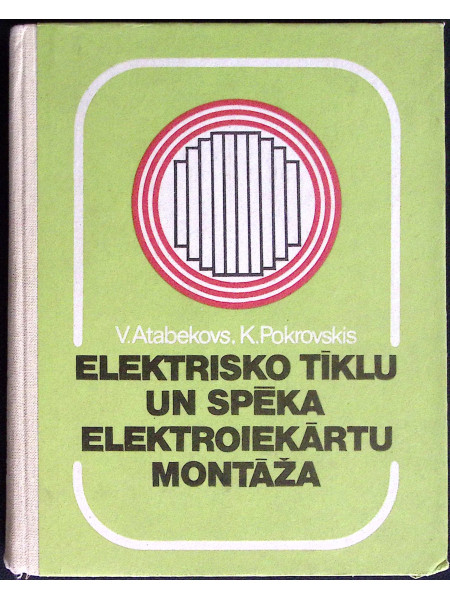 V.Atabekovs, K.Pokrovskis
ELEKTRISKO TĪKLU
UN SPĒKA
ELEKTROIEKĀRTU
MONTĀŽA